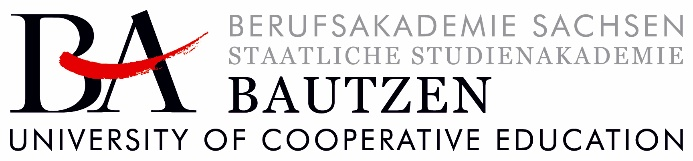 BA
BERUFSAKADEMIE SACHSEN
STAATLICHE STUDIENAKADEMIE
BAUTZEN
UNIVERSITY OF COOPERATIVE EDUCATION